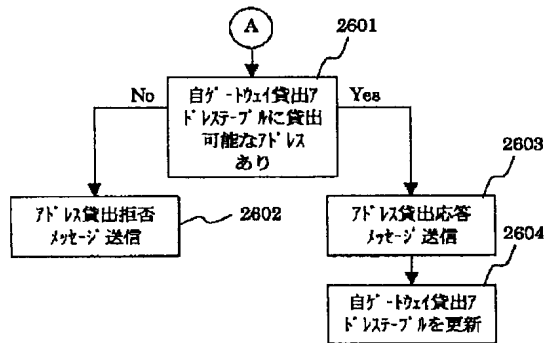 A
2601
No
自ゲートウェイ貸出ア
ドレステーブルに貸出
可能なアドレス
あり
Yes
2603
アドレス貸出拒否
メッセージ送信
2602
アドレス貸出応答
メッセージ送信
2604
自ゲートウェイ貸出ア
ドレステーブルを更新